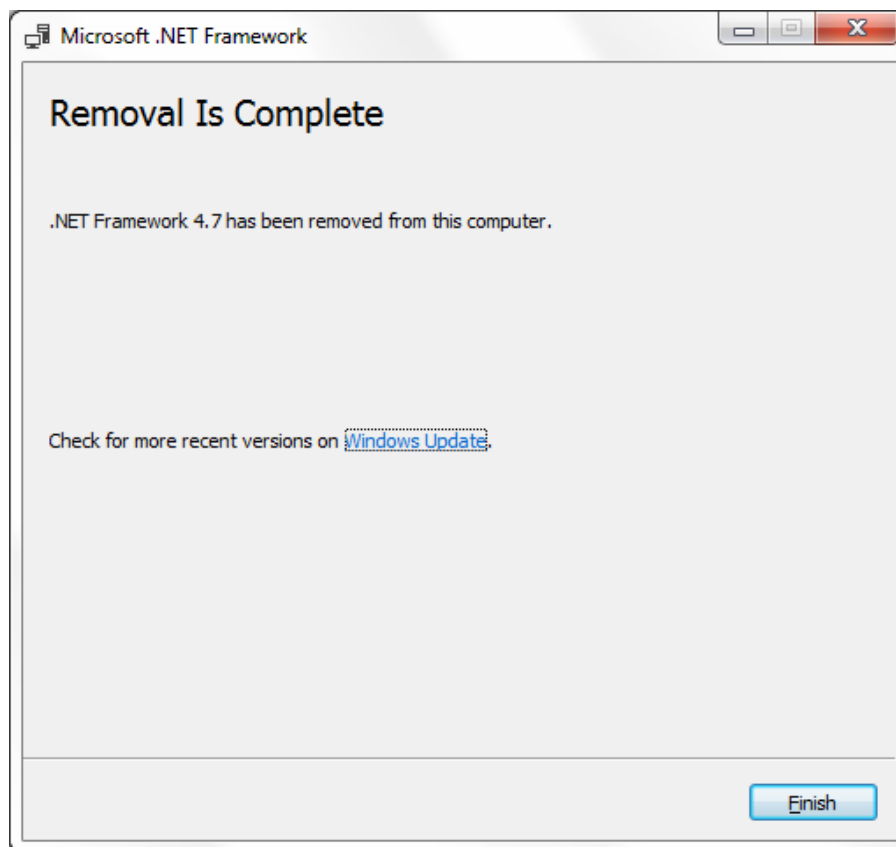 Microsoft .NET Framework
Removal Is Complete
.NET Framework 4.7 has been removed from this computer.
Check for more recent versions on Windows Update.
Finish